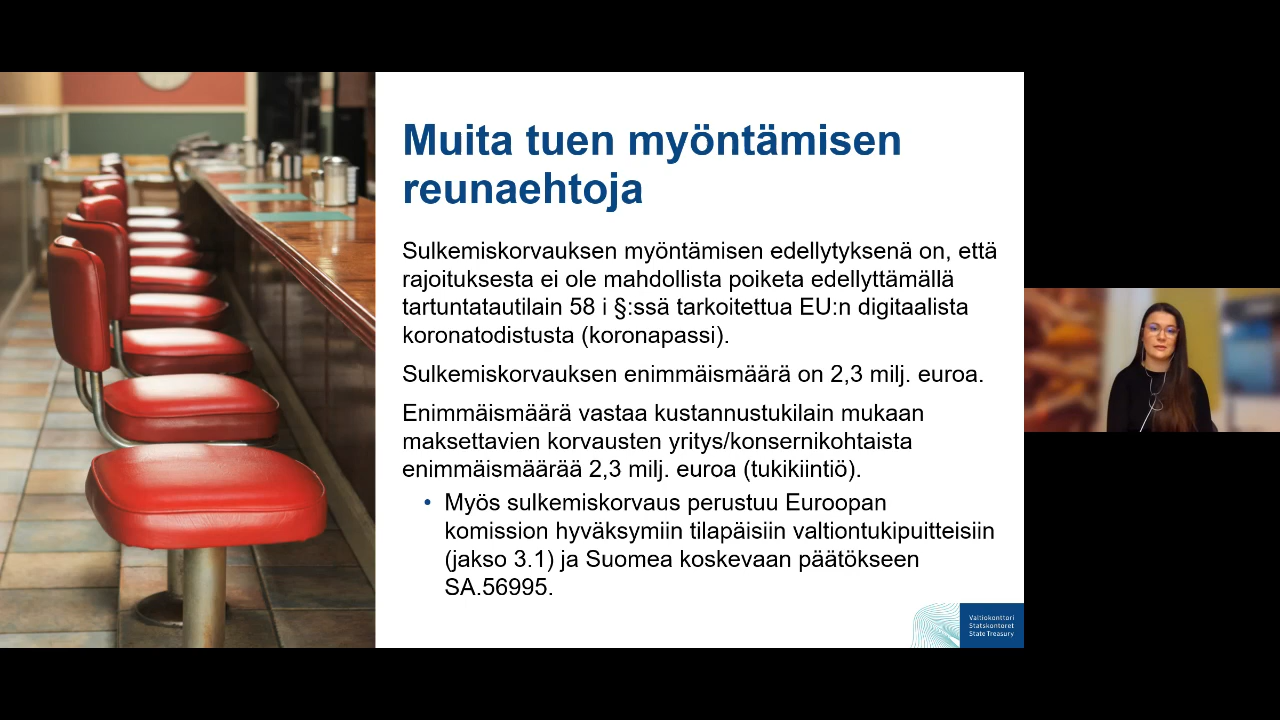 Muita tuen myöntämisen
reunaehtoja
Sulkemiskorvauksen myöntämisen edellytyksenä on, että
rajoituksesta ei ole mahdollista poiketa edellyttämällä
tartuntatautilain 58 i §:ssä tarkoitettua EU:n digitaalista
koronatodistusta (koronapassi).
Sulkemiskorvauksen enimmäismäärä on 2,3 milj. euroa.
Enimmäismäärä vastaa kustannustukilain mukaan
maksettavien korvausten yritys/konsernikohtaista
enimmäismäärää 2,3 milj. euroa (tukikiintiö).
• Myös sulkemiskorvaus perustuu Euroopan
komission hyväksymiin tilapäisiin valtiontukipuitteisiin
(jakso 3.1) ja Suomea koskevaan päätökseen
SA.56995.
Valtiokonttori
Statskontoret
State Treasury